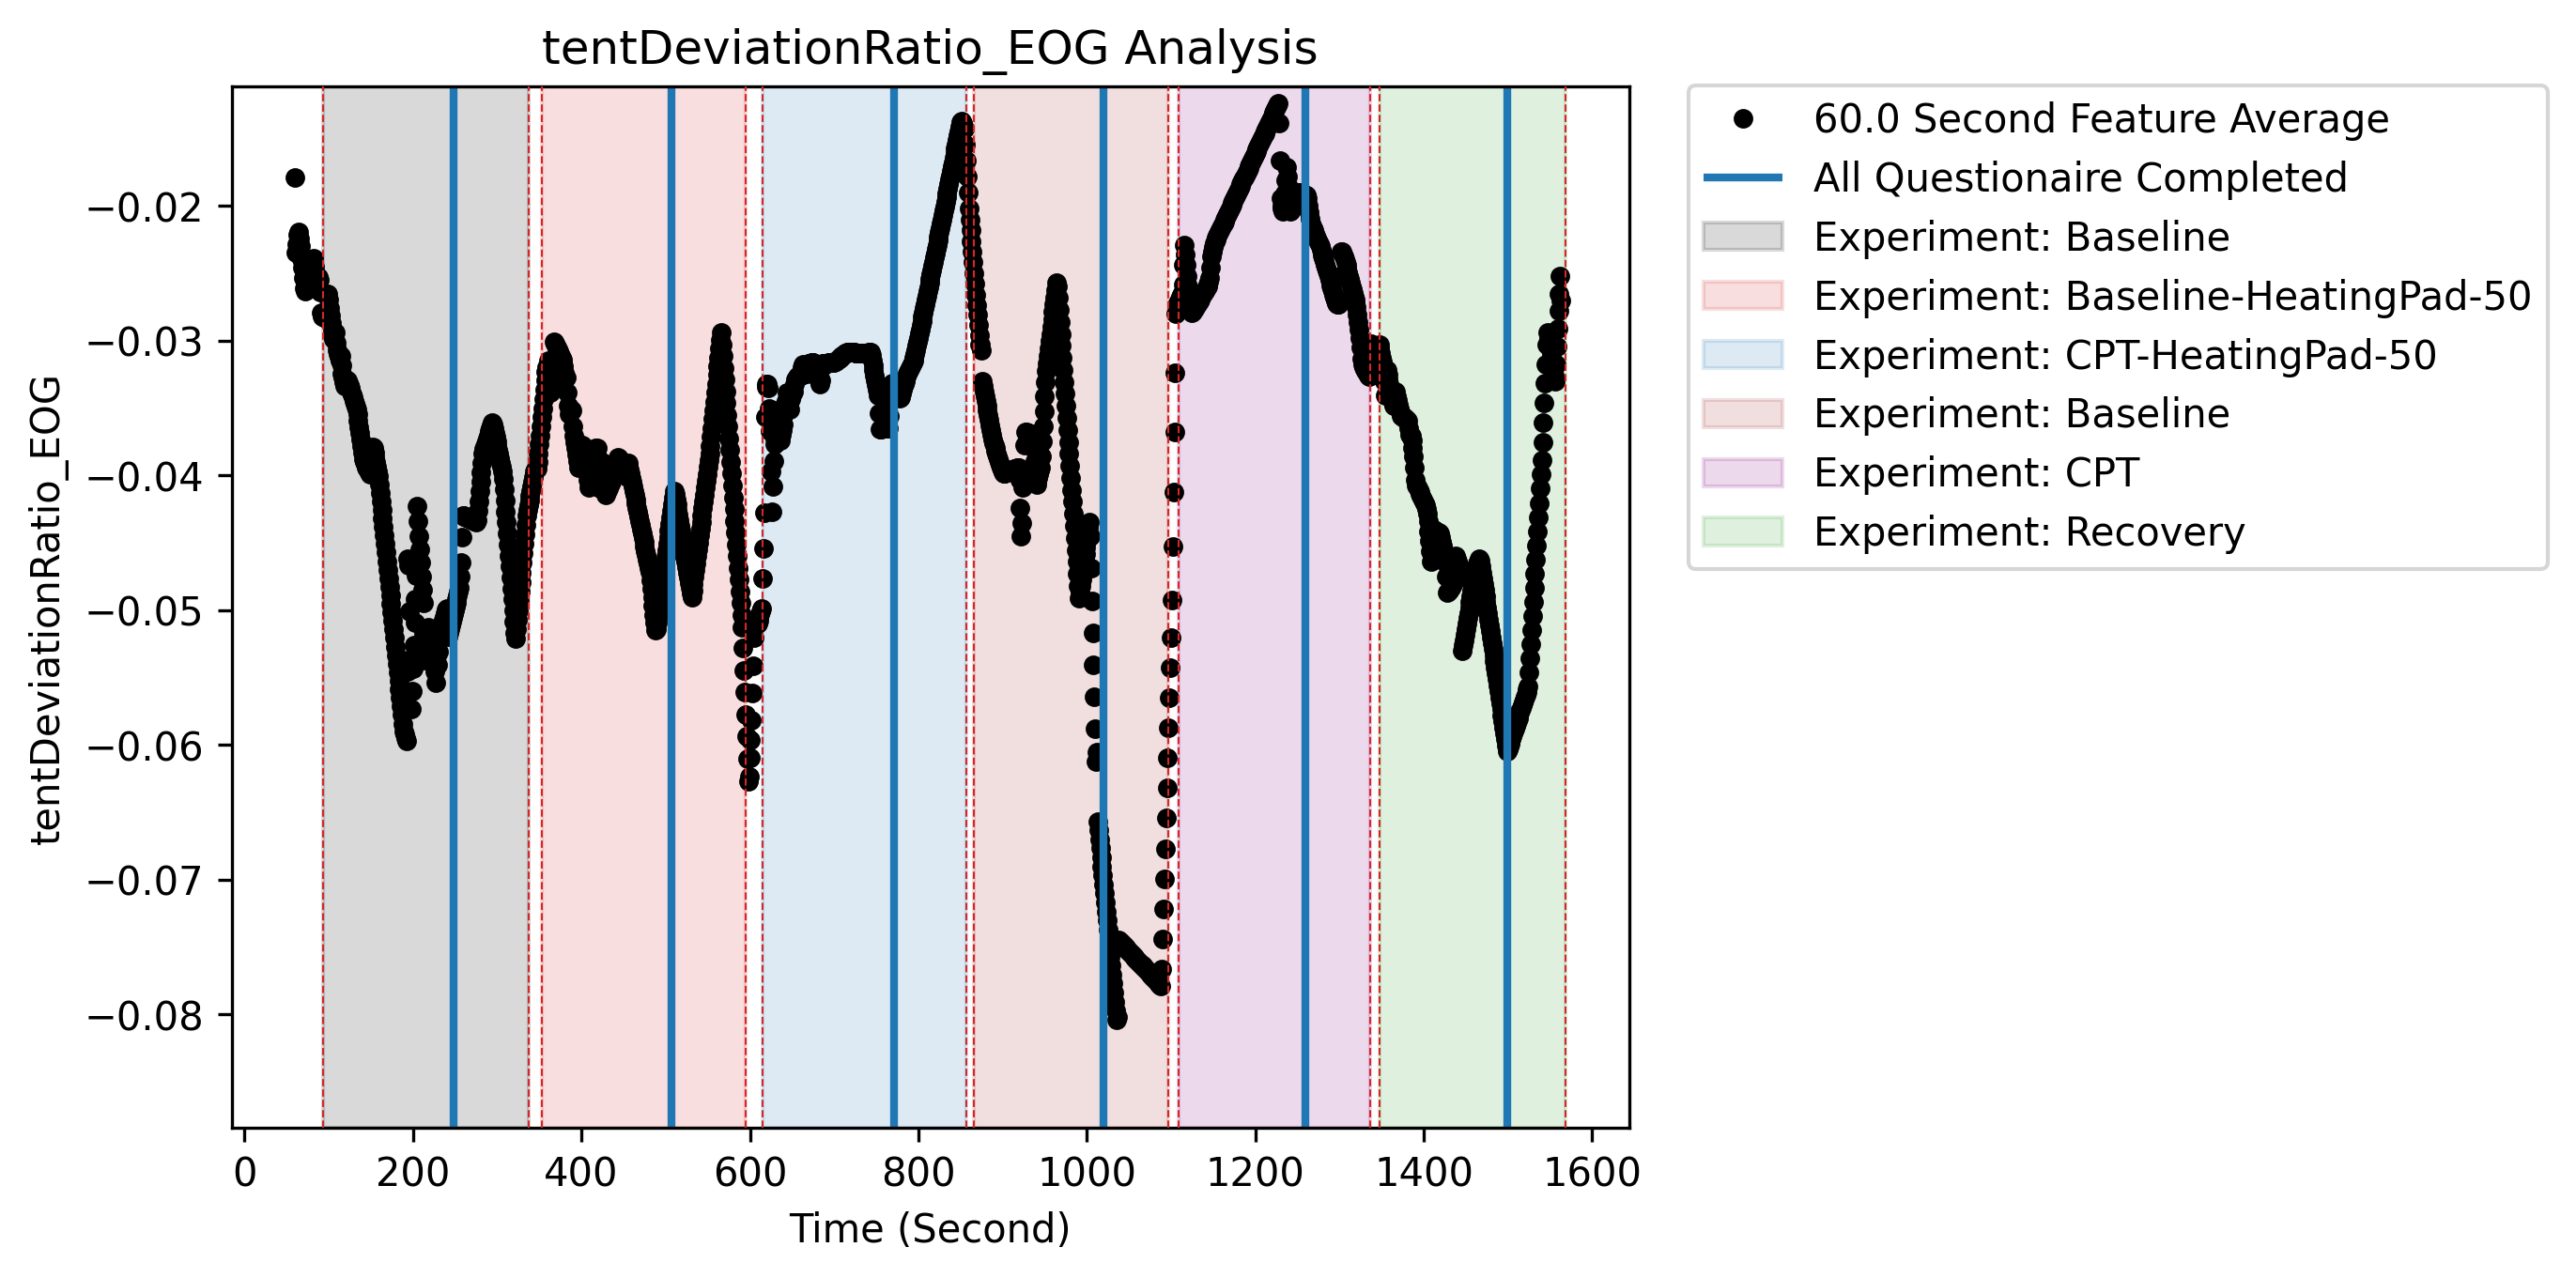 tentDeviationRatio_EOG Analysis
tentDeviationRatio_EOG
−0.02
−0.03
−0.04
−0.05
−0.06
−0.07
−0.08
0 200 400 600 800 1000 1200 1400 1600
Time (Second)
60.0 Second Feature Average
All Questionaire Completed
Experiment: Baseline
Experiment: Baseline-HeatingPad-50
Experiment: CPT-HeatingPad-50
Experiment: Baseline
Experiment: CPT
Experiment: Recovery